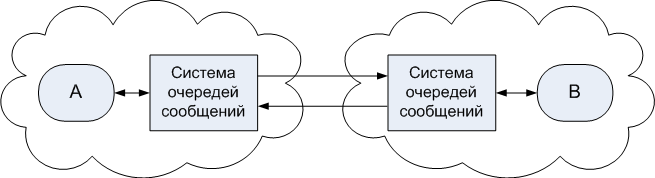 A
Система
очередей
сообщений
Система
очередей
сообщений
B